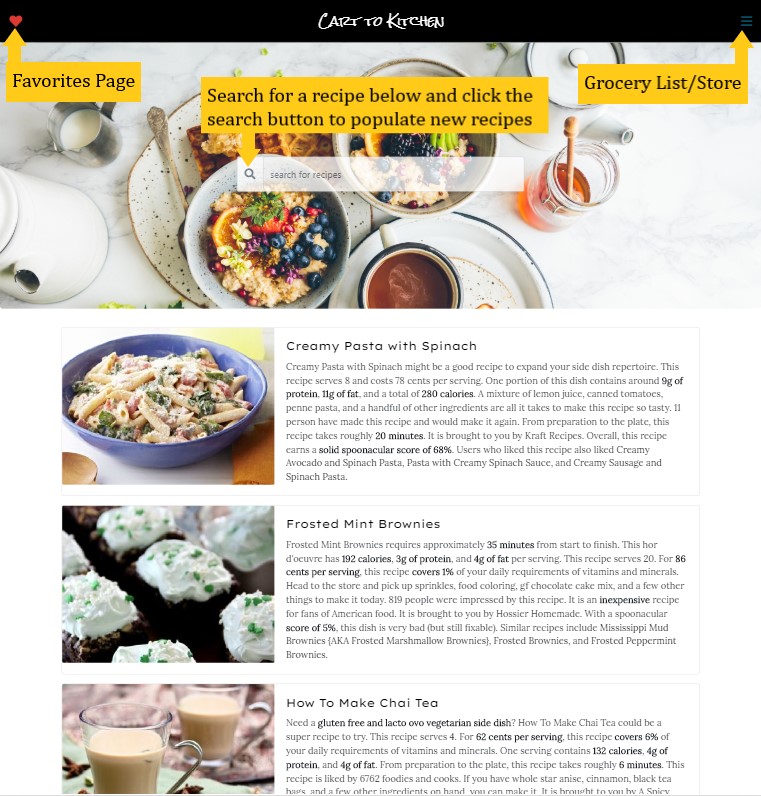 Cart to Kitchen
Favorites Page
Grocery List/Store
Search for a recipe below and click the
search button to populate new recipes
search for recipes
Creamy Pasta with Spinach
Creamy Pasta with Spinach might be a good recipe to expand your side dish repertoire. This
recipe serves 8 and costs 78 cents per serving. One portion of this dish contains around 9g of
protein, 11g of fat, and a total of 280 calories. A mixture of lemon juice, canned tomatoes,
penne pasta, and a handful of other ingredients are all it takes to make this recipe so tasty. 11
person have made this recipe and would make it again. From preparation to the plate, this
recipe takes roughly 20 minutes. It is brought to you by Kraft Recipes. Overall, this recipe
earns a solid spoonacular score of 68%. Users who liked this recipe also liked Creamy
Avocado and Spinach Pasta, Pasta with Creamy Spinach Sauce, and Creamy Sausage and
Spinach Pasta.
Frosted Mint Brownies
Frosted Mint Brownies requires approximately 35 minutes from start to finish. This hor
d'oeuvre has 192 calories, 3g of protein, and 4g of fat per serving. This recipe serves 20. For 86
cents per serving, this recipe covers 1% of your daily requirements of vitamins and minerals.
Head to the store and pick up sprinkles, food coloring, gf chocolate cake mix, and a few other
things to make it today. 819 people were impressed by this recipe. It is an inexpensive recipe
for fans of American food. It is brought to you by Hossier Homemade. With a spoonacular
score of 5%, this dish is very bad (but still fixable). Similar recipes include Mississippi Mud
Brownies {AKA Frosted Marshmallow Brownies}, Frosted Brownies, and Frosted Peppermint
Brownies.
How To Make Chai Tea
Need a gluten free and lacto ovo vegetarian side dish? How To Make Chai Tea could be a
super recipe to try. This recipe serves 4. For 62 cents per serving, this recipe covers 6% of
your daily requirements of vitamins and minerals. One serving contains 132 calories, 4g of
protein, and 4g of fat. From preparation to the plate, this recipe takes roughly 6 minutes. This
recipe is liked by 6762 foodies and cooks. If you have whole star anise, cinnamon, black tea
bags, and a few other ingredients on hand, you can make it. It is brought to you by A Spicy